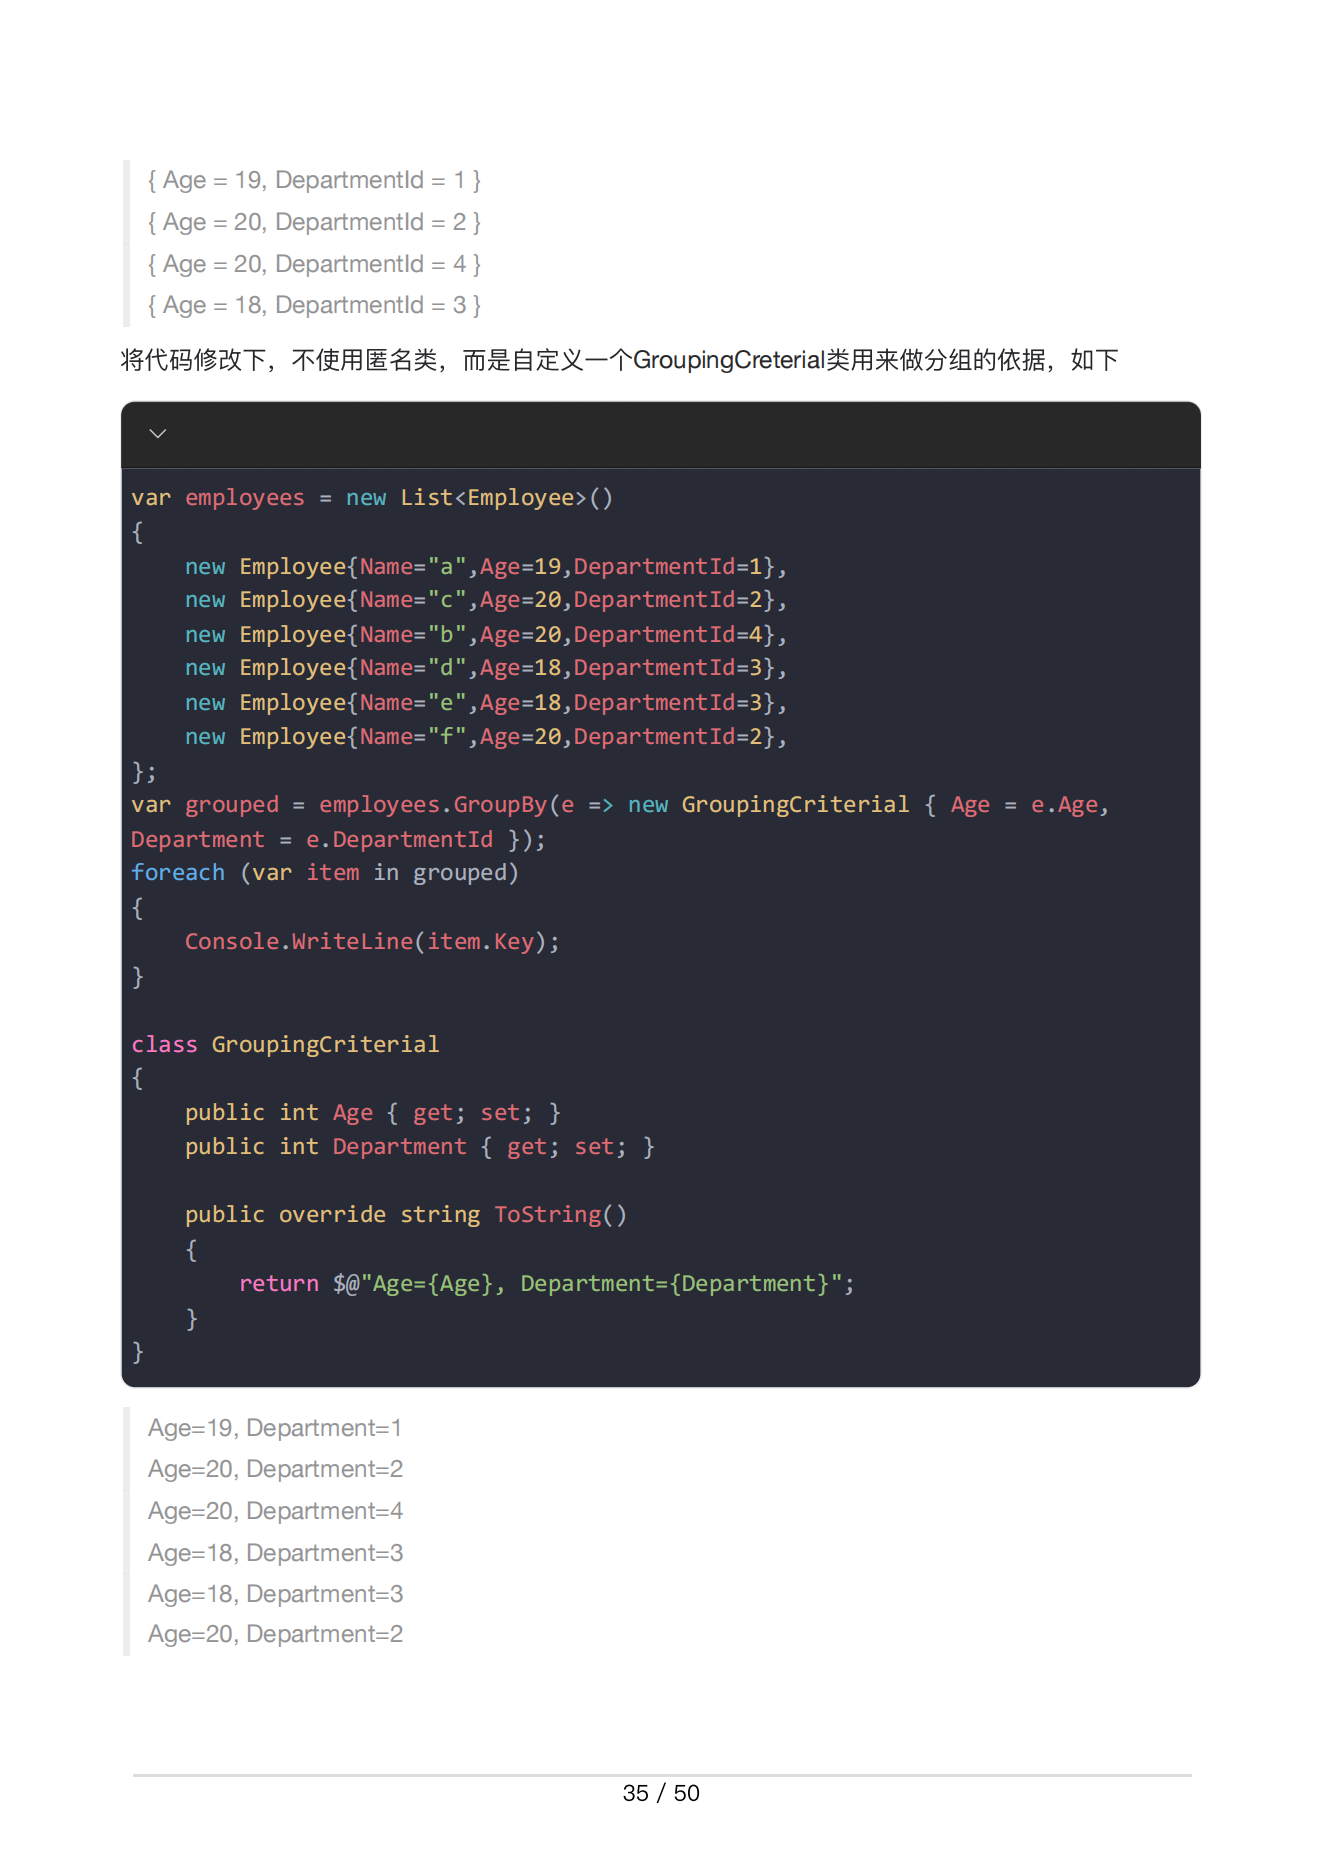 { Age = 19, DepartmentId = 1 }
{ Age = 20, DepartmentId = 2 }
{ Age = 20, DepartmentId = 4 }
{ Age = 18, DepartmentId = 3 }
将代码修改下，不使用匿名类，而是自定义一个GroupingCreterial类用来做分组的依据，如下
var employees = new List<Employee>()
{
    new Employee{Name="a",Age=19,DepartmentId=1},
    new Employee{Name="c",Age=20,DepartmentId=2},
    new Employee{Name="b",Age=20,DepartmentId=4},
    new Employee{Name="d",Age=18,DepartmentId=3},
    new Employee{Name="e",Age=18,DepartmentId=3},
    new Employee{Name="f",Age=20,DepartmentId=2},
};
var grouped = employees.GroupBy(e => new GroupingCriterial { Age = e.Age,
Department = e.DepartmentId });
foreach (var item in grouped)
{
    Console.WriteLine(item.Key);
}
class GroupingCriterial
{
    public int Age { get; set; }
    public int Department { get; set; }
    public override string ToString()
    {
        return $@"Age={Age}, Department={Department}";
    }
}
Age=19, Department=1
Age=20, Department=2
Age=20, Department=4
Age=18, Department=3
Age=18, Department=3
Age=20, Department=2
35 / 50